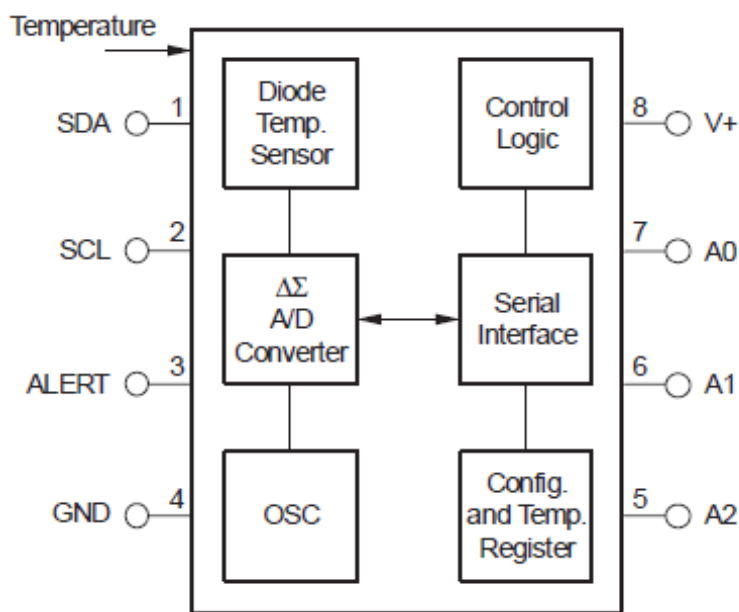 Temperature
SDA 1
Diode
Temp.
Sensor
Control
Logic
8 V+
SCL 2
ΔΣ
A/D
Converter
Serial
Interface
7 A0
ALERT 3
6 A1
GND 4
OSC
Config.
and Temp.
Register
5 A2